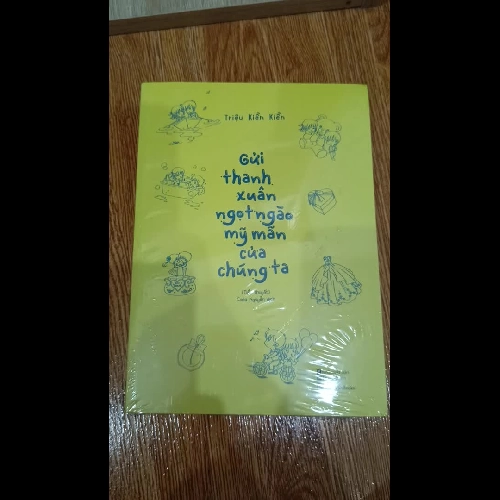 Triệu Kiền Kiền
Gửi
thanh
xuân
ngọt ngào
mỹ mãn
của
chúng ta